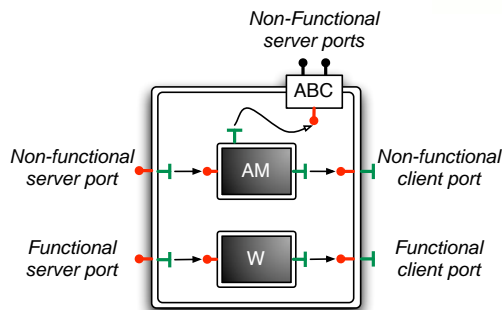 Non-Functional
server ports
ABC
Non-functional
server port
AM
Non-functional
client port
Functional
server port
W
Functional
client port